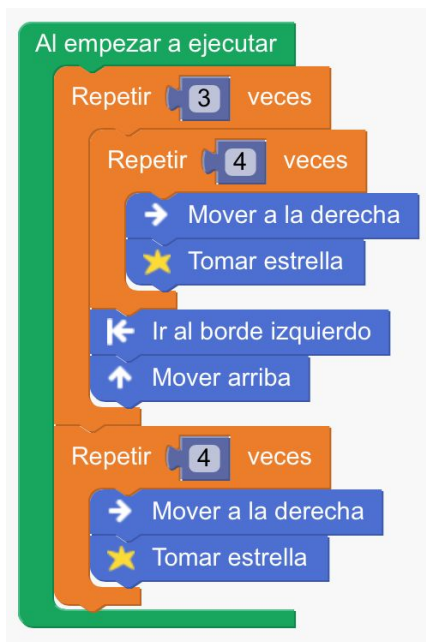 Al empezar a ejecutar
Repetir 3 veces
Repetir 4 veces
Mover a la derecha
Tomar estrella
Ir al borde izquierdo
Mover arriba
Repetir 4 veces
Mover a la derecha
Tomar estrella